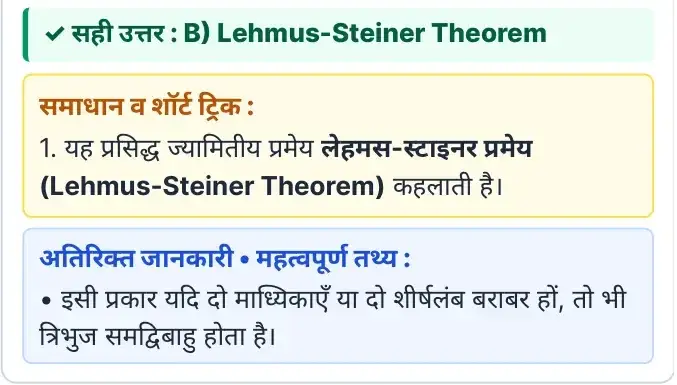 ✓ सही उत्तर : B) Lehmus-Steiner Theorem
समाधान व शॉर्ट ट्रिक :
1. यह प्रसिद्ध ज्यामितीय प्रमेय लेहमस-स्टाइनर प्रमेय
(Lehmus-Steiner Theorem) कहलाती है।
अतिरिक्त जानकारी • महत्वपूर्ण तथ्य :
• इसी प्रकार यदि दो माध्यिकाएँ या दो शीर्षलंब बराबर हों, तो भी
त्रिभुज समद्विबाहु होता है।